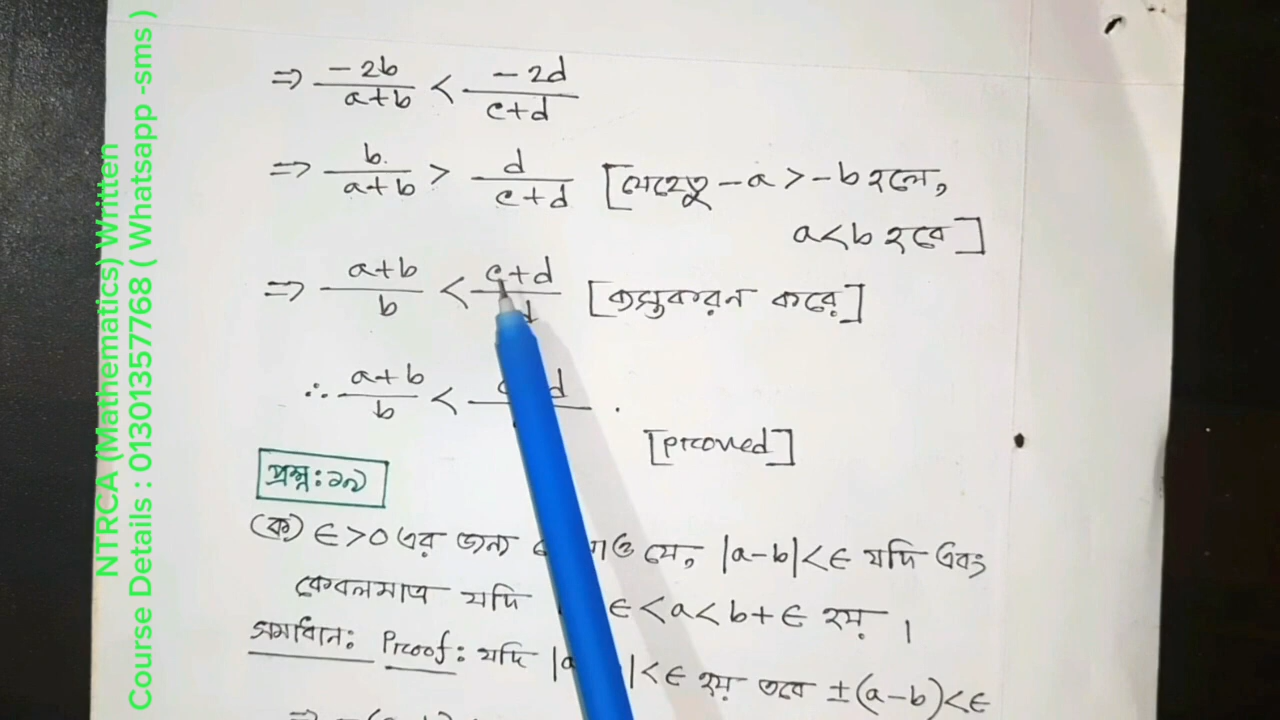 NTRCA (Mathematics) Written
Course Details : 01301357768 ( Whatsapp -sms )
⇒ -2b/a+b < -2d/c+d
⇒ b/a+b > d/c+d [যেহেতু -a > -b হলে,
a<b হবে]
⇒ a+b/b < c+d/d [ব্যস্তকরন করে]
∴ a+b/b < d .
[proved]
প্রশ্ন: ১৯
(ক) ∈>0 এর জন্য যে, |a-b|<∈ যদি এবং
কেবলমাত্র যদি ∈<a<b+∈ হয় ।
সমাধান: Proof: যদি |a |<∈ হয় তবে ±(a-b)<∈